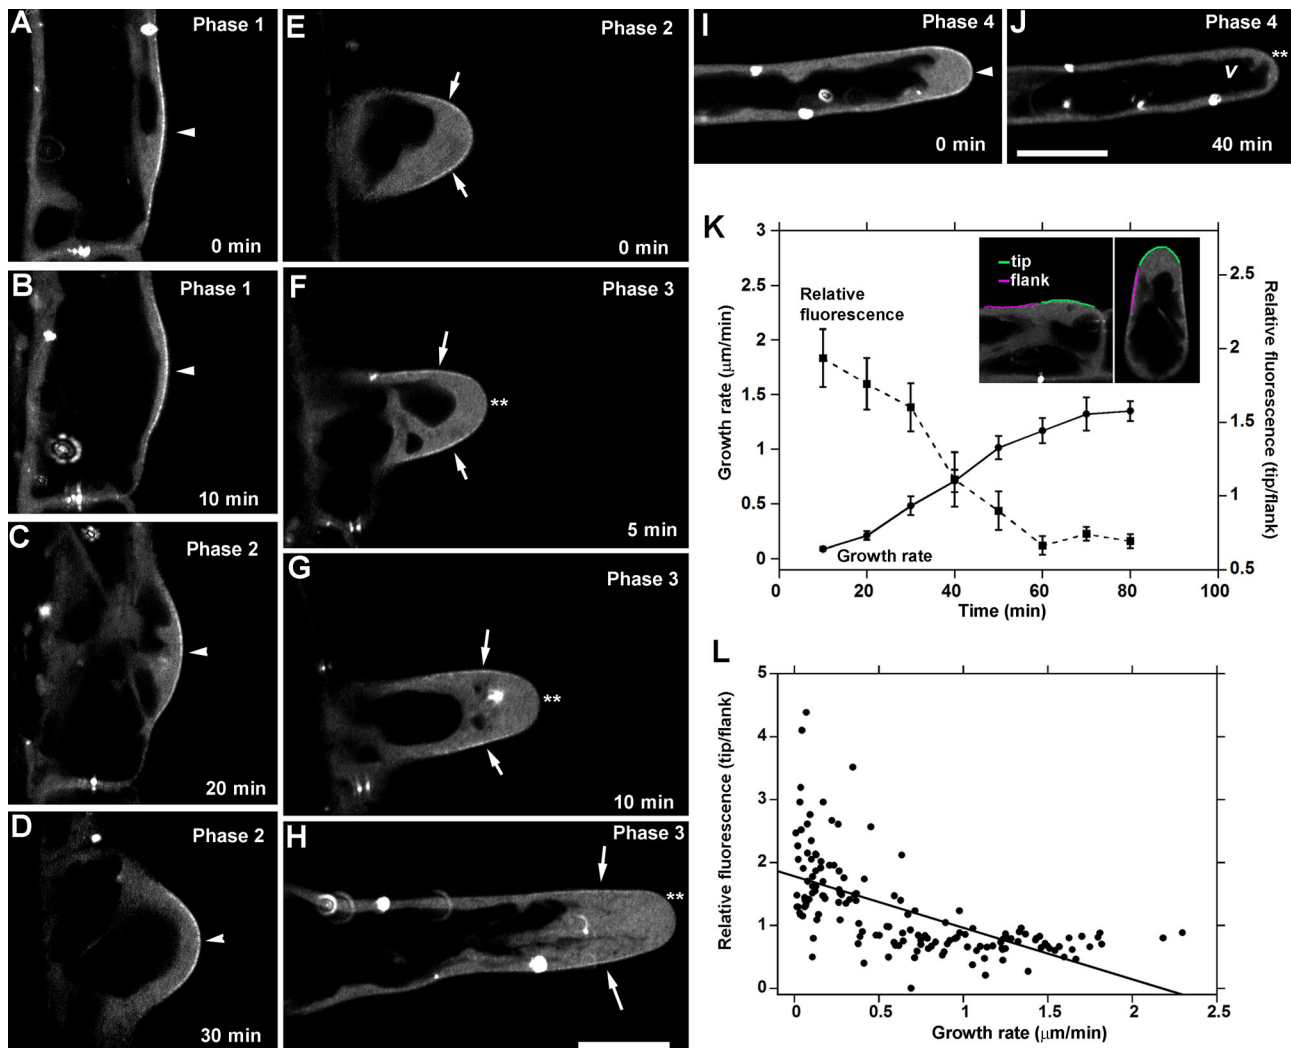 A
Phase 1
0 min
B
Phase 1
10 min
C
Phase 2
20 min
D
Phase 2
30 min
E
Phase 2
0 min
F
Phase 3
**
5 min
G
Phase 3
**
10 min
H
Phase 3
**
I
Phase 4
0 min
J
Phase 4
**
v
40 min
K
3
2.5
2
1.5
1
0.5
0
Growth rate (μm/min)
tip
flank
Relative
fluorescence
Growth rate
2.5
2
1.5
1
0.5
Relative fluorescence (tip/flank)
0 20 40 60 80 100
Time (min)
L
5
4
3
2
1
0
Relative fluorescence (tip/flank)
0 0.5 1 1.5 2 2.5
Growth rate (μm/min)